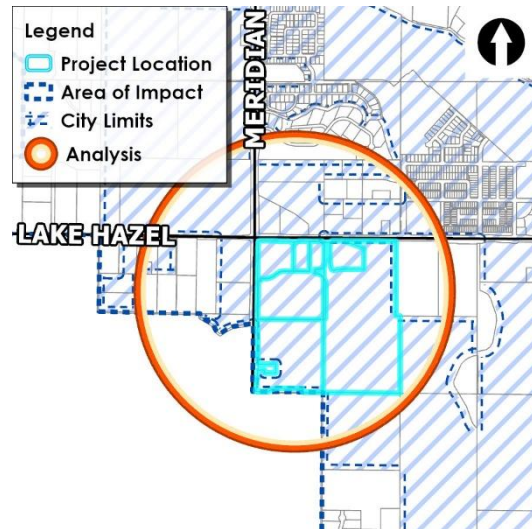 Legend
Project Location
Area of Impact
City Limits
Analysis
MERIDIAN
LAKE HAZEL